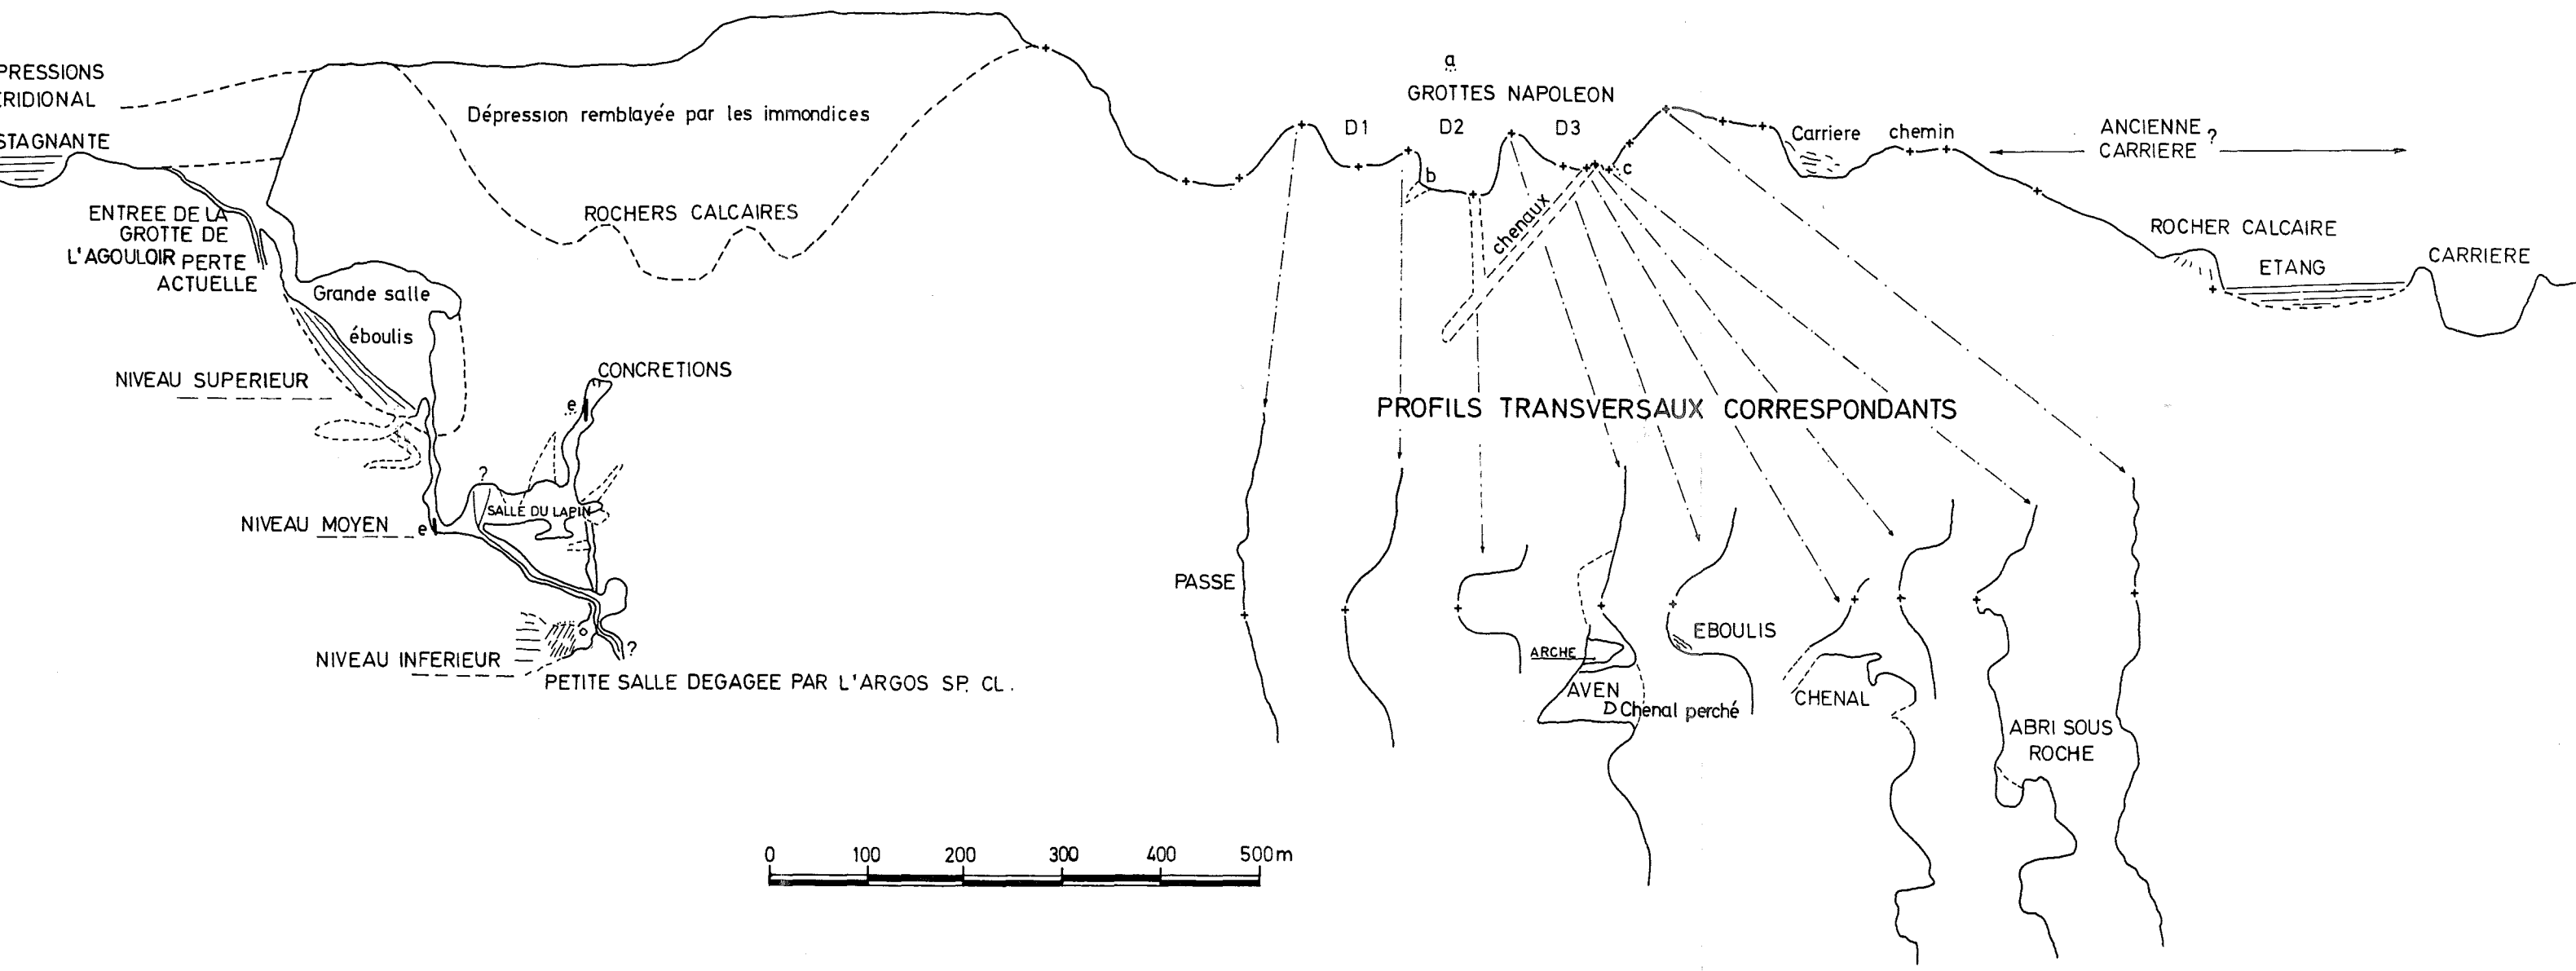 PRESSIONS
ERIDIONAL
STAGNANTE
ENTREE DE LA
GROTTE DE
L'AGOULOIR
PERTE
ACTUELLE
Dépression remblayée par les immondices
ROCHERS CALCAIRES
Grande salle
éboulis
NIVEAU SUPERIEUR
CONCRETIONS
e
?
SALLE DU LAPIN
NIVEAU MOYEN
e
NIVEAU INFERIEUR
?
PETITE SALLE DEGAGEE PAR L'ARGOS SP. CL.
a
GROTTES NAPOLEON
D1
D2
D3
b
c
chenaux
Carriere
chemin
ANCIENNE ?
CARRIERE
ROCHER CALCAIRE
ETANG
CARRIERE
PROFILS TRANSVERSAUX CORRESPONDANTS
PASSE
ARCHE
AVEN
D Chenal perché
EBOULIS
CHENAL
ABRI SOUS
ROCHE
0 100 200 300 400 500m